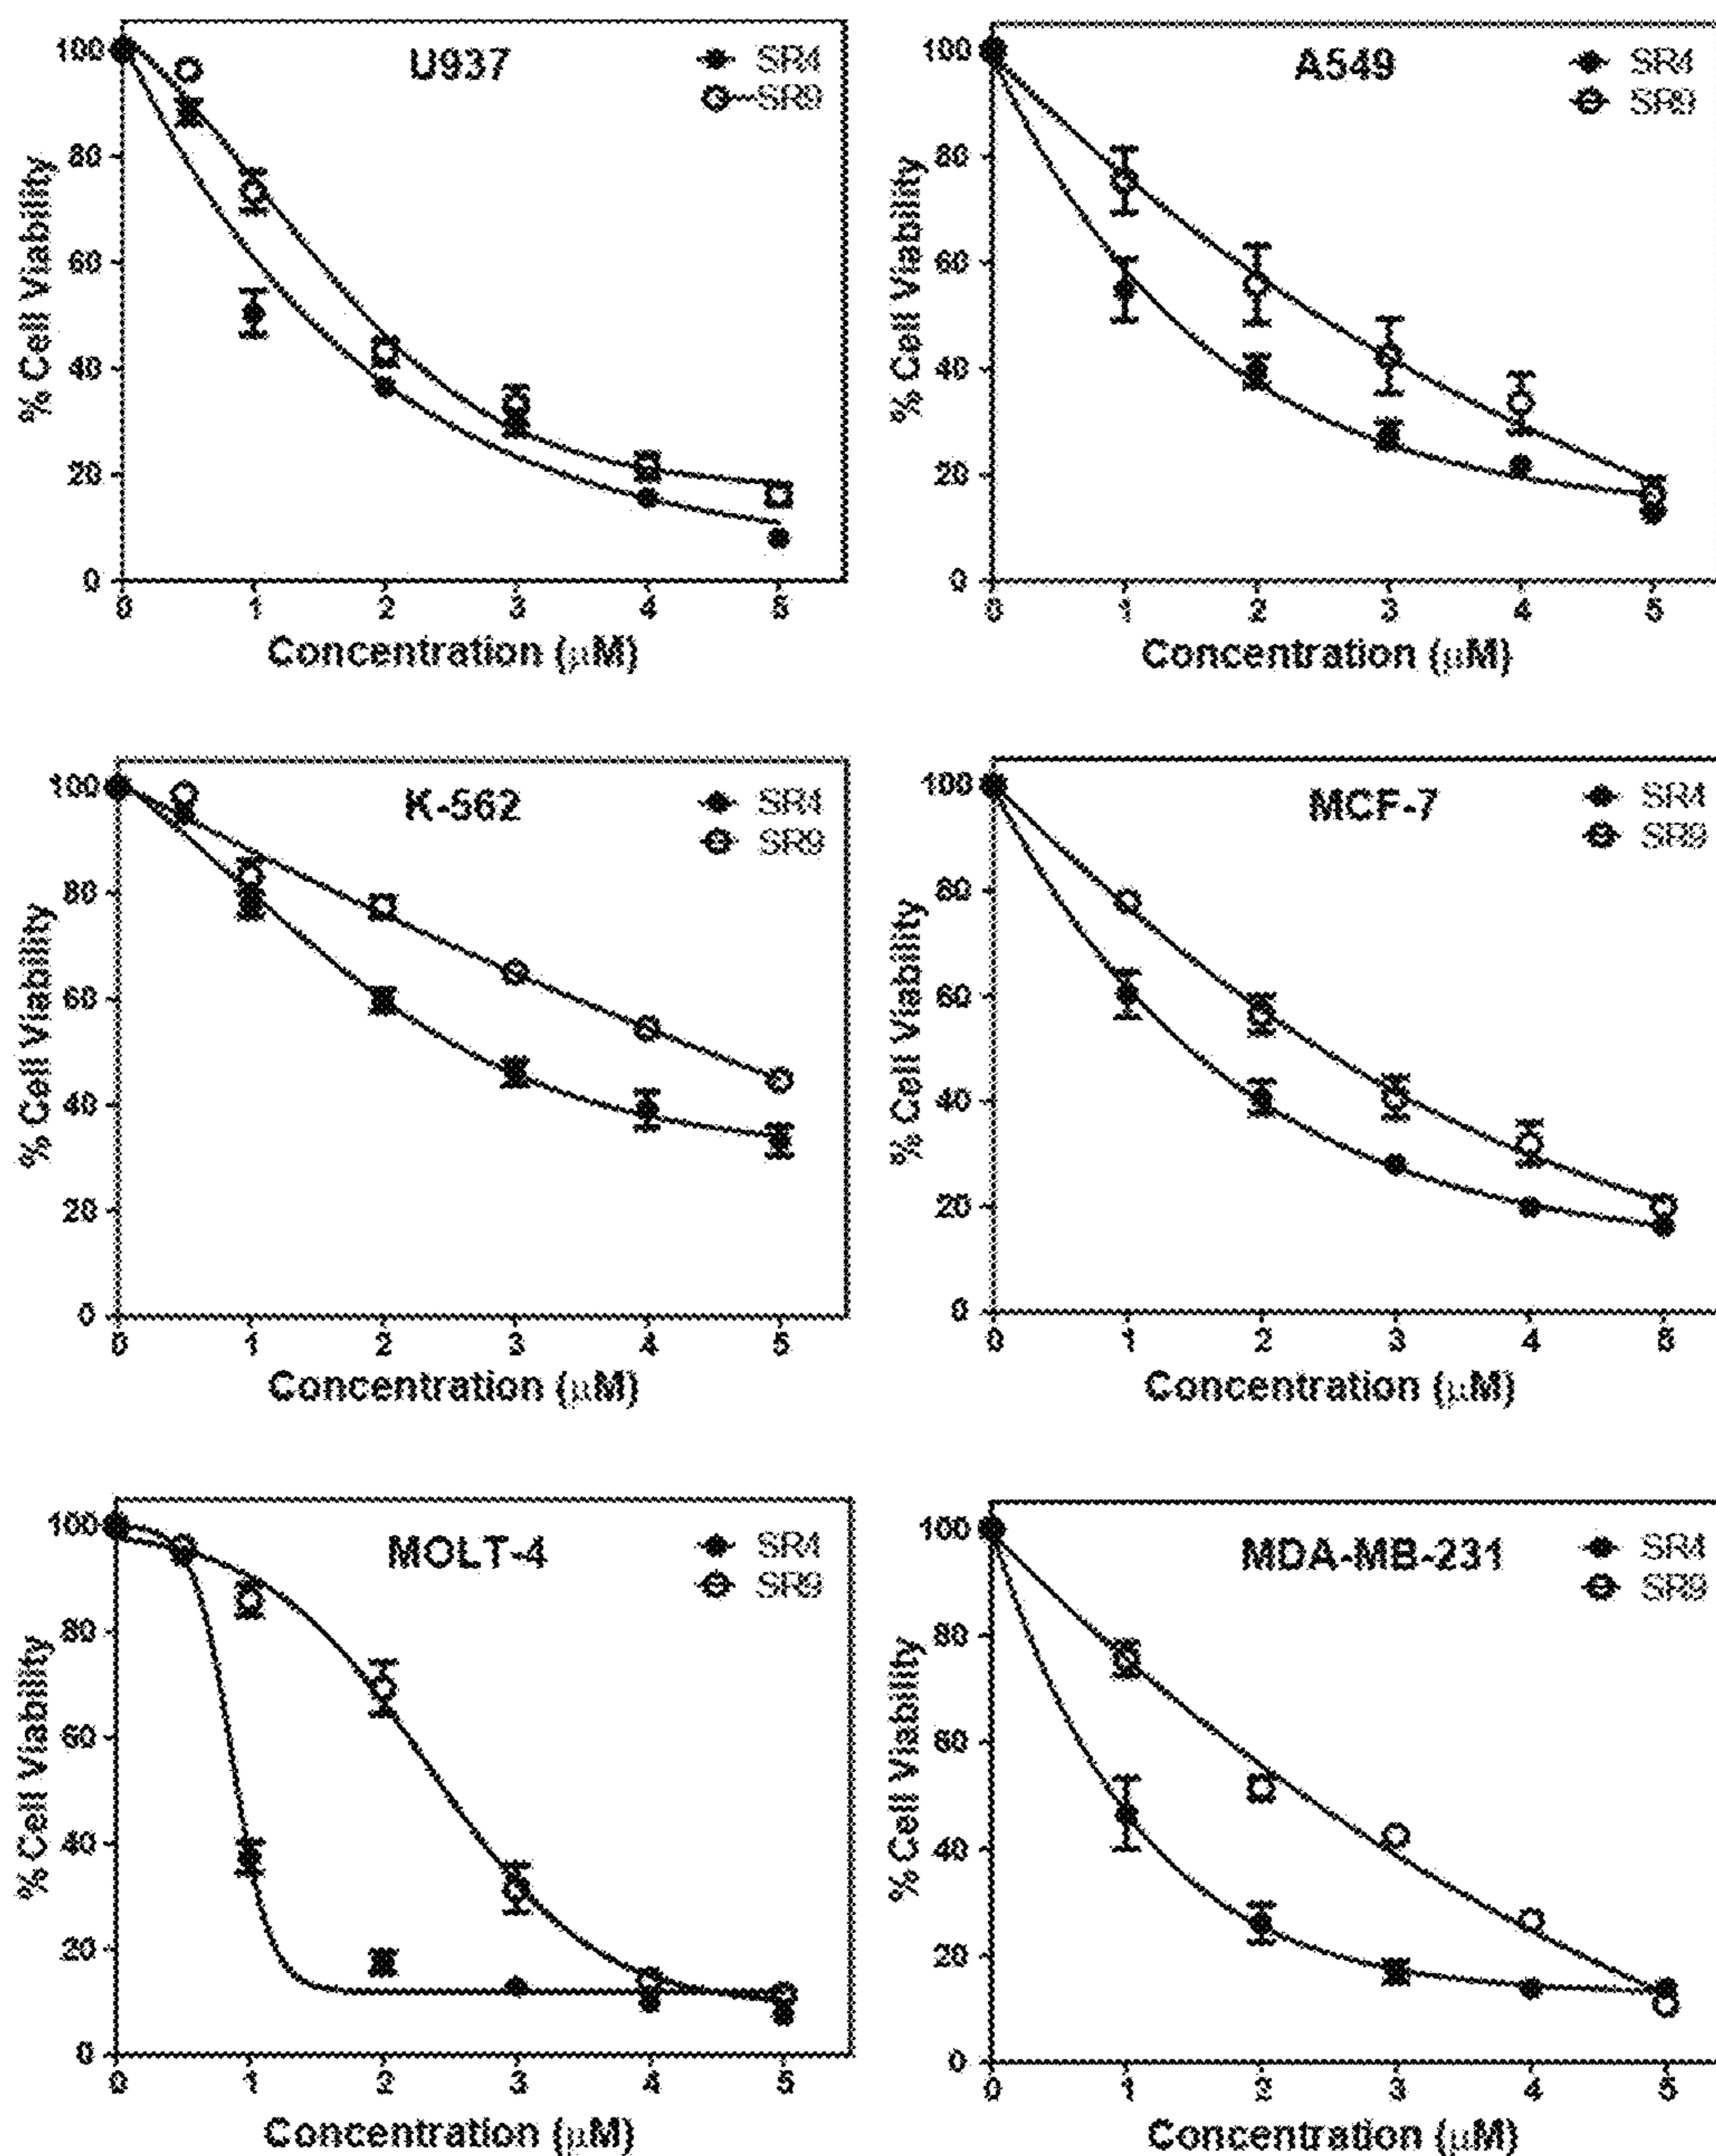 U937
SR4
SR9
100
80
60
40
20
0
% Cell Viability
0 1 2 3 4 5
Concentration (µM)
A549
SR4
SR9
100
80
60
40
20
0
% Cell Viability
0 1 2 3 4 5
Concentration (µM)
K-562
SR4
SR9
100
80
60
40
20
0
% Cell Viability
0 1 2 3 4 5
Concentration (µM)
MCF-7
SR4
SR9
100
80
60
40
20
0
% Cell Viability
0 1 2 3 4 5
Concentration (µM)
MOLT-4
SR4
SR9
100
80
60
40
20
0
% Cell Viability
0 1 2 3 4 5
Concentration (µM)
MDA-MB-231
SR4
SR9
100
80
60
40
20
0
% Cell Viability
0 1 2 3 4 5
Concentration (µM)